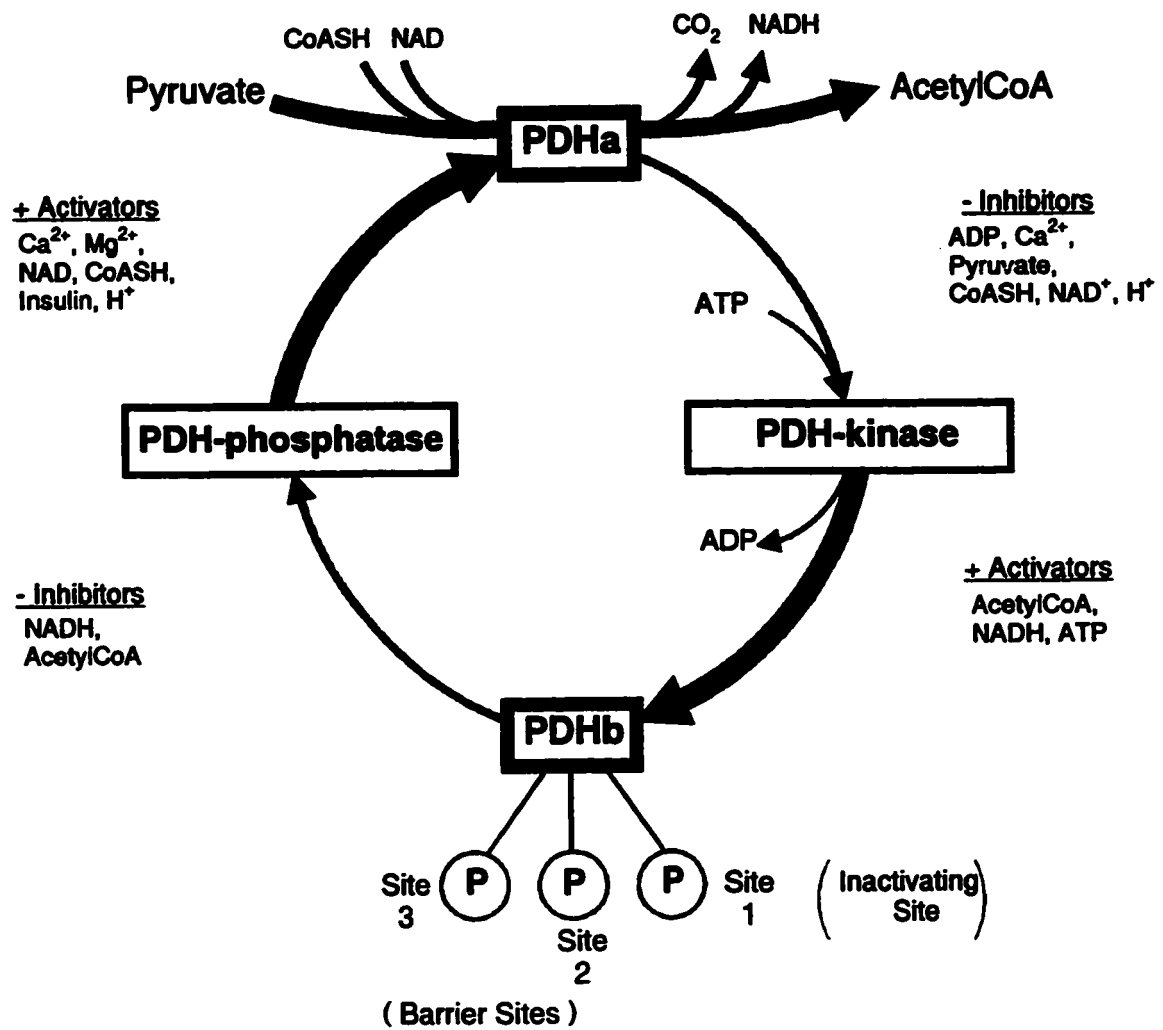 CoASH NAD
CO₂ NADH
Pyruvate
AcetylCoA
PDHa
+ Activators
Ca²⁺, Mg²⁺,
NAD, CoASH,
Insulin, H⁺
- Inhibitors
ADP, Ca²⁺,
Pyruvate,
CoASH, NAD⁺, H⁺
ATP
PDH-phosphatase
PDH-kinase
ADP
+ Activators
AcetylCoA,
NADH, ATP
- Inhibitors
NADH,
AcetylCoA
PDHb
P P P
Site
3
Site
2
Site
1
(Inactivating
Site)
( Barrier Sites )